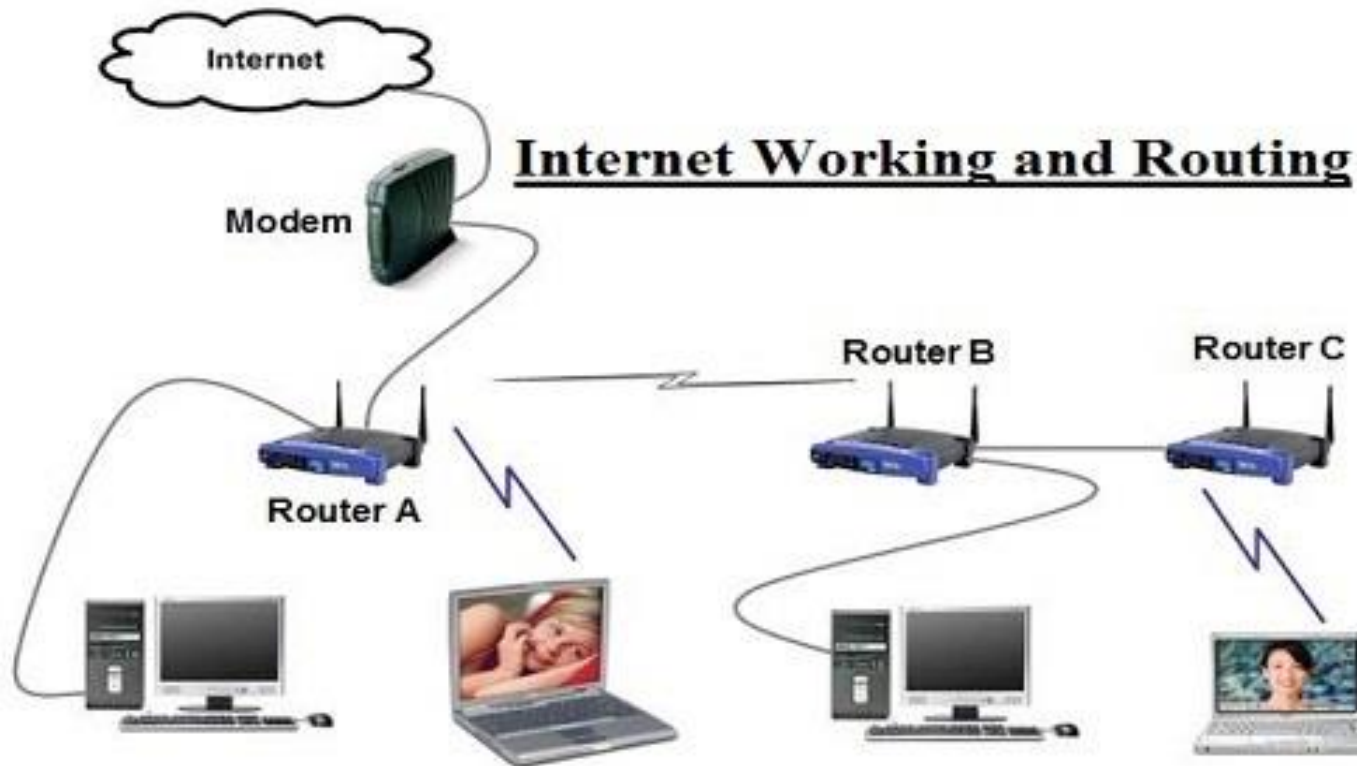 Internet
Internet Working and Routing
Modem
Router B
Router C
Router A